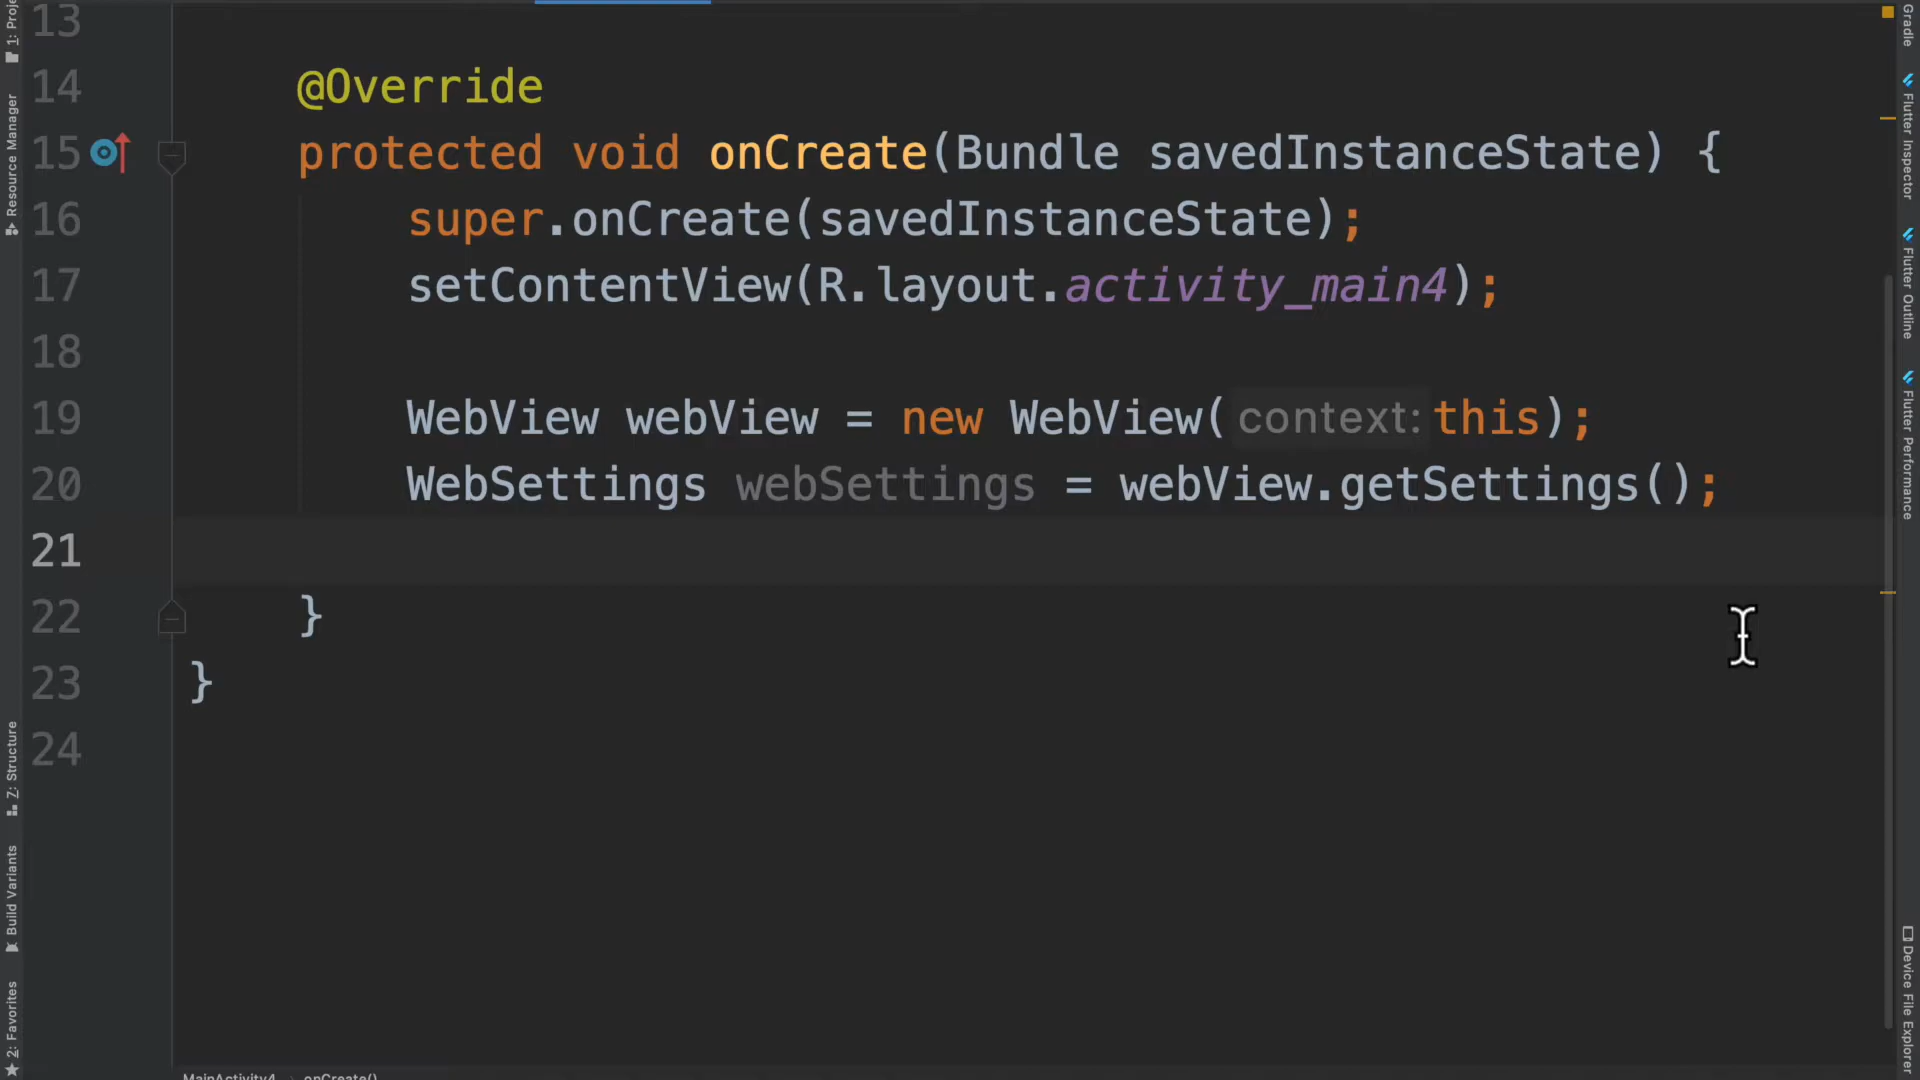 13
14 @Override
15 protected void onCreate(Bundle savedInstanceState) {
16 super.onCreate(savedInstanceState);
17 setContentView(R.layout.activity_main4);
18
19 WebView webView = new WebView( context: this);
20 WebSettings webSettings = webView.getSettings();
21
22 }
23 }
24
MainActivity4 onCreate()
1: Proje
Resource Manager
Z: Structure
Build Variants
2: Favorites
Gradle
Flutter Inspector
Flutter Outline
Flutter Performance
Device File Explorer